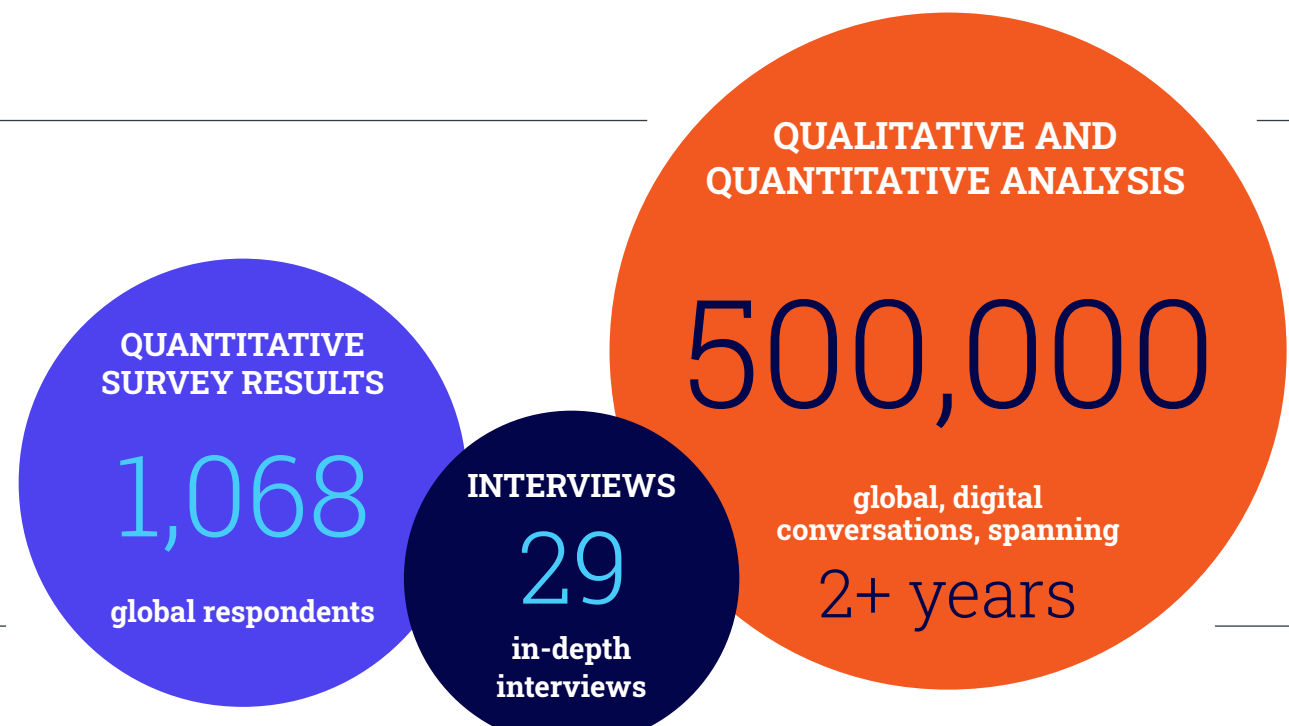 QUANTITATIVE
SURVEY RESULTS
1,068
global respondents
INTERVIEWS
29
in-depth
interviews
QUALITATIVE AND
QUANTITATIVE ANALYSIS
500,000
global, digital
conversations, spanning
2+ years